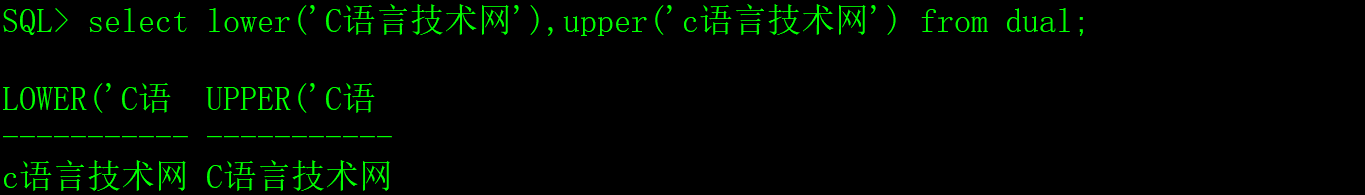 SQL> select lower('C语言技术网'),upper('c语言技术网') from dual;
LOWER('C语 UPPER('C语
----------- -----------
c语言技术网 C语言技术网